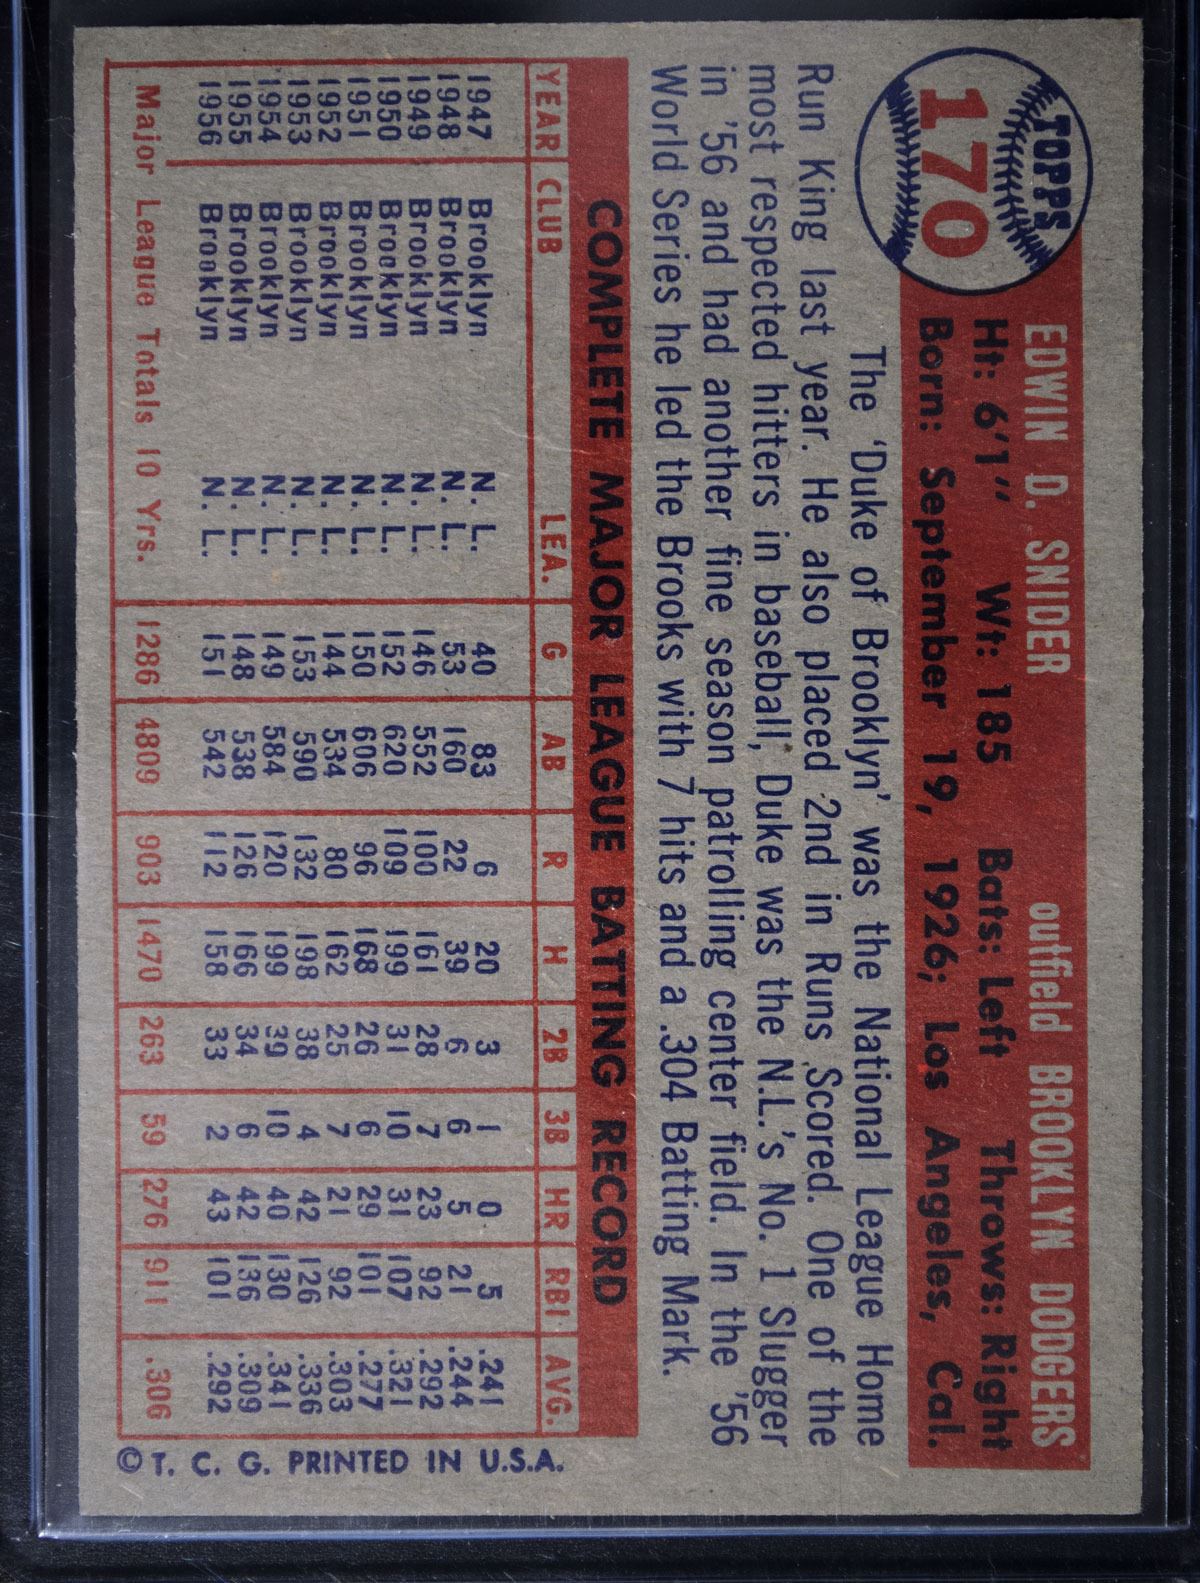 TOPPS
170
EDWIN D. SNIDER outfield BROOKLYN DODGERS
Ht: 6'1" Wt: 185 Bats: Left Throws: Right
Born: September 19, 1926; Los Angeles, Cal.
The 'Duke of Brooklyn' was the National League Home
Run King last year. He also placed 2nd in Runs Scored. One of the
most respected hitters in baseball, Duke was the N.L.'s No. 1 Slugger
in '56 and had another fine season patrolling center field. In the '56
World Series he led the Brooks with 7 hits and a .304 Batting Mark.
COMPLETE MAJOR LEAGUE BATTING RECORD
YEAR CLUB LEA. G AB R H 2B 3B HR RBI AVG.
1947 Brooklyn N. L. 40 83 6 20 3 1 0 5 .241
1948 Brooklyn N. L. 53 160 22 39 6 6 5 21 .244
1949 Brooklyn N. L. 146 552 100 161 28 7 23 92 .292
1950 Brooklyn N. L. 152 620 109 199 31 10 31 107 .321
1951 Brooklyn N. L. 150 606 96 168 26 6 29 101 .277
1952 Brooklyn N. L. 144 534 80 162 25 7 21 92 .303
1953 Brooklyn N. L. 153 590 132 198 38 4 42 126 .336
1954 Brooklyn N. L. 149 584 120 199 39 10 40 130 .341
1955 Brooklyn N. L. 148 538 126 166 34 6 42 136 .309
1956 Brooklyn N. L. 151 542 112 158 33 2 43 101 .292
Major League Totals 10 Yrs. 1286 4809 903 1470 263 59 276 911 .306
© T. C. G. PRINTED IN U.S.A.